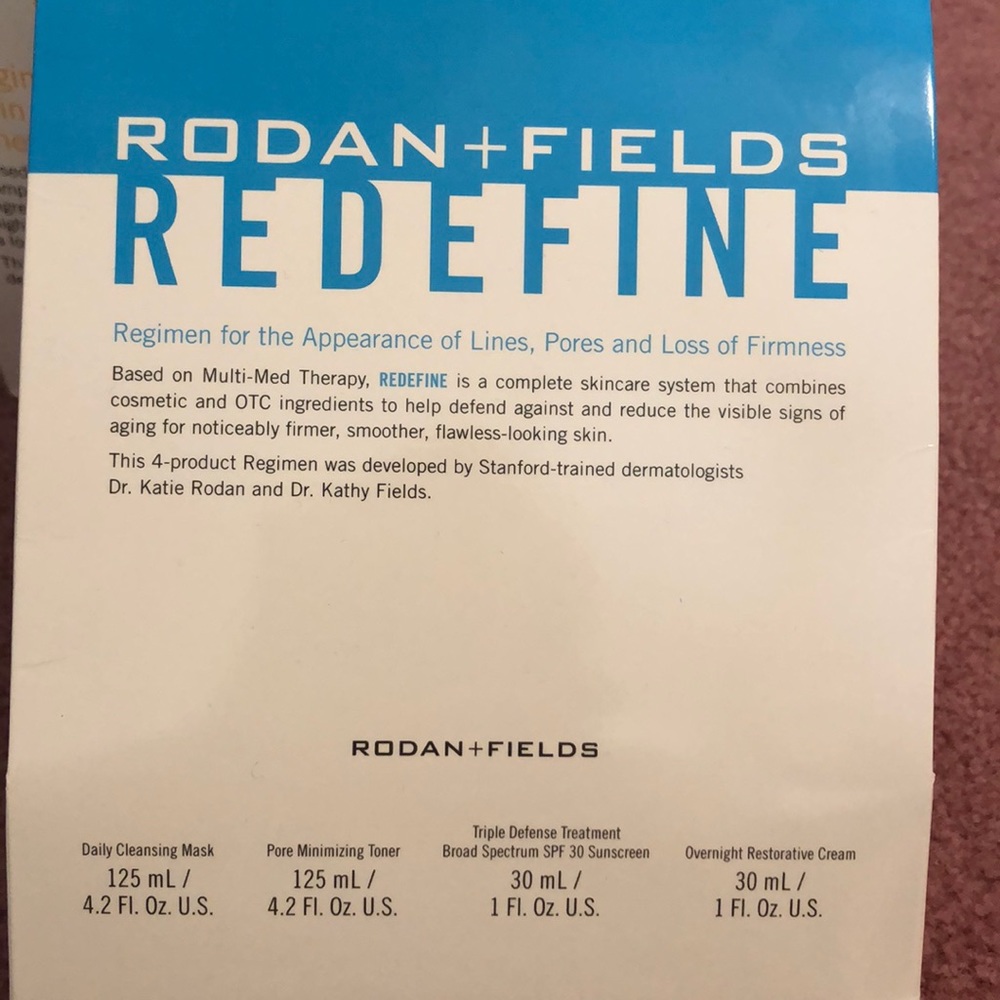 RODAN+FIELDS
REDEFINE
Regimen for the Appearance of Lines, Pores and Loss of Firmness
Based on Multi-Med Therapy, REDEFINE is a complete skincare system that combines
cosmetic and OTC ingredients to help defend against and reduce the visible signs of
aging for noticeably firmer, smoother, flawless-looking skin.
This 4-product Regimen was developed by Stanford-trained dermatologists
Dr. Katie Rodan and Dr. Kathy Fields.
RODAN+FIELDS
Daily Cleansing Mask
125 mL /
4.2 Fl. Oz. U.S.
Pore Minimizing Toner
125 mL /
4.2 Fl. Oz. U.S.
Triple Defense Treatment
Broad Spectrum SPF 30 Sunscreen
30 mL /
1 Fl. Oz. U.S.
Overnight Restorative Cream
30 mL /
1 Fl. Oz. U.S.